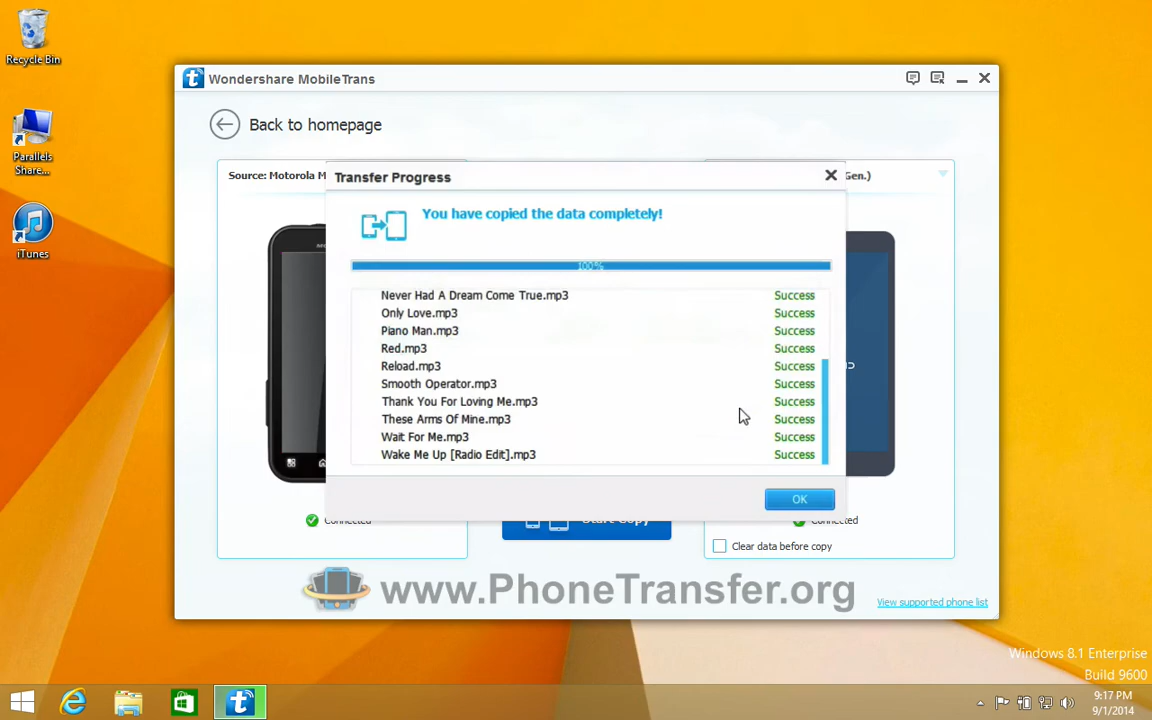 Recycle Bin
Parallels
Share...
iTunes
Wondershare MobileTrans
Back to homepage
Source: Motorola M
Gen.)
Transfer Progress
You have copied the data completely!
100%
Never Had A Dream Come True.mp3 Success
Only Love.mp3 Success
Piano Man.mp3 Success
Red.mp3 Success
Reload.mp3 Success
Smooth Operator.mp3 Success
Thank You For Loving Me.mp3 Success
These Arms Of Mine.mp3 Success
Wait For Me.mp3 Success
Wake Me Up [Radio Edit].mp3 Success
OK
Connected
Start Copy
Connected
Clear data before copy
www.PhoneTransfer.org
View supported phone list
Windows 8.1 Enterprise
Build 9600
9:17 PM
9/1/2014